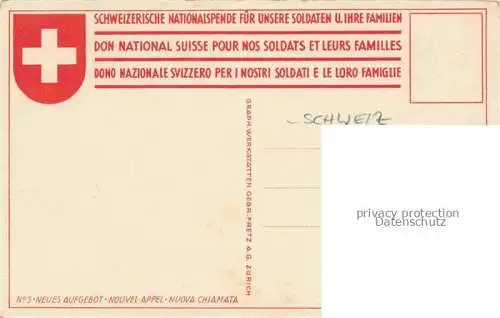 SCHWEIZERISCHE NATIONALSPENDE FÜR UNSERE SOLDATEN U. IHRE FAMILIEN
DON NATIONAL SUISSE POUR NOS SOLDATS ET LEURS FAMILLES
DONO NAZIONALE SVIZZERO PER I NOSTRI SOLDATI E LE LORO FAMIGLIE
GRAPH. WERKSTÄTTEN GEBR. FRETZ A.G. ZÜRICH
SCHWEIZ
privacy protection
Datenschutz
No 3 • NEUES AUFGEBOT • NOUVEL APPEL • NUOVA CHIAMATA